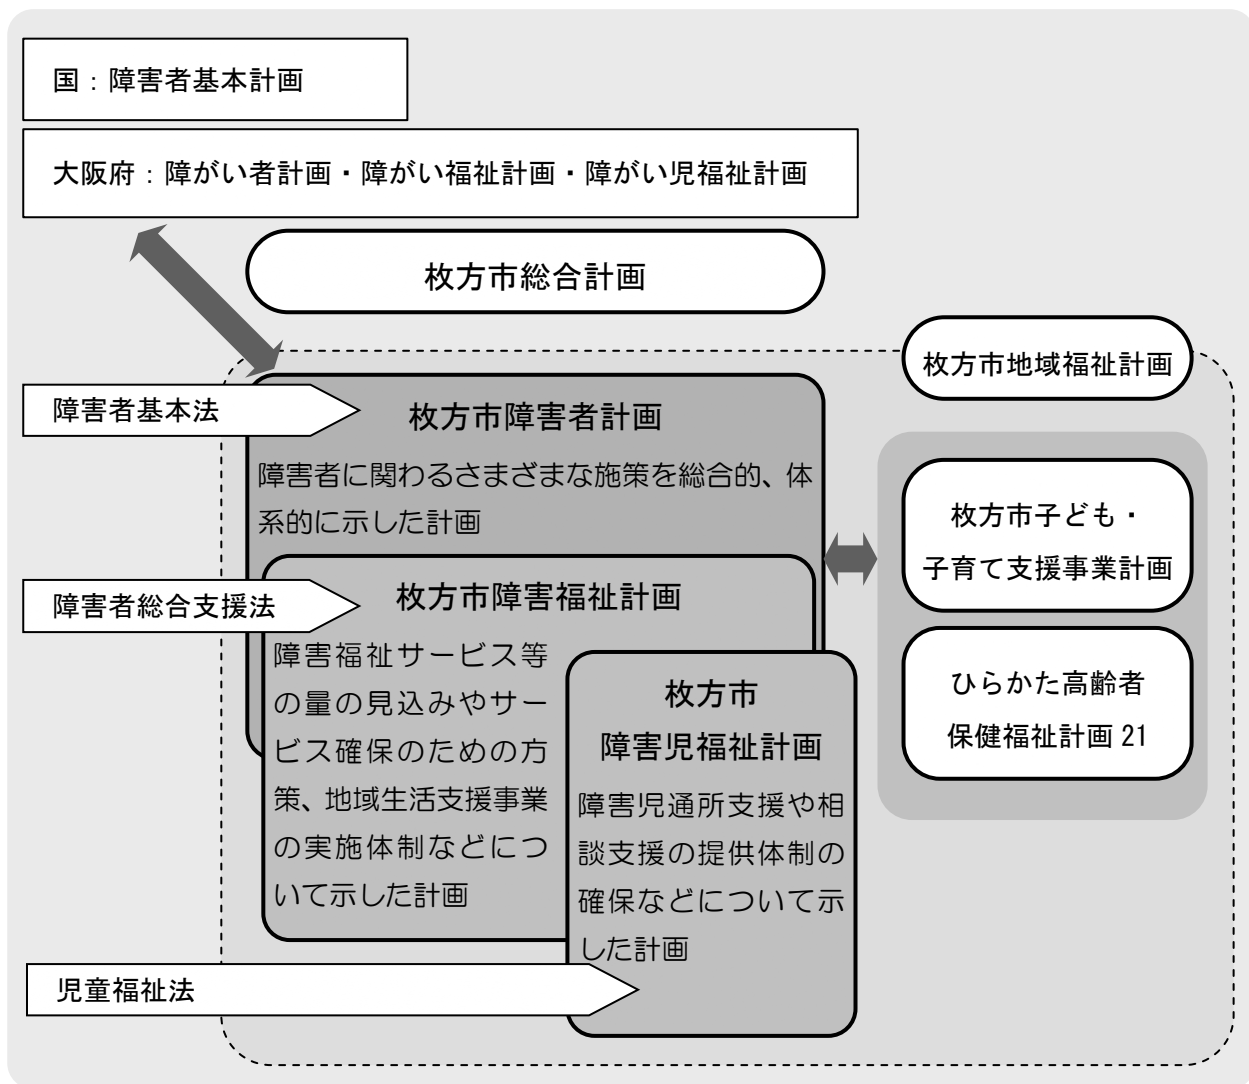 国：障害者基本計画
大阪府：障がい者計画・障がい福祉計画・障がい児福祉計画
枚方市総合計画
枚方市地域福祉計画
障害者基本法
枚方市障害者計画
障害者に関わるさまざまな施策を総合的、体
系的に示した計画
障害者総合支援法
枚方市障害福祉計画
障害福祉サービス等
の量の見込みやサー
ビス確保のための方
策、地域生活支援事業
の実施体制などにつ
いて示した計画
枚方市
障害児福祉計画
障害児通所支援や相
談支援の提供体制の
確保などについて示
した計画
児童福祉法
枚方市子ども・
子育て支援事業計画
ひらかた高齢者
保健福祉計画 21